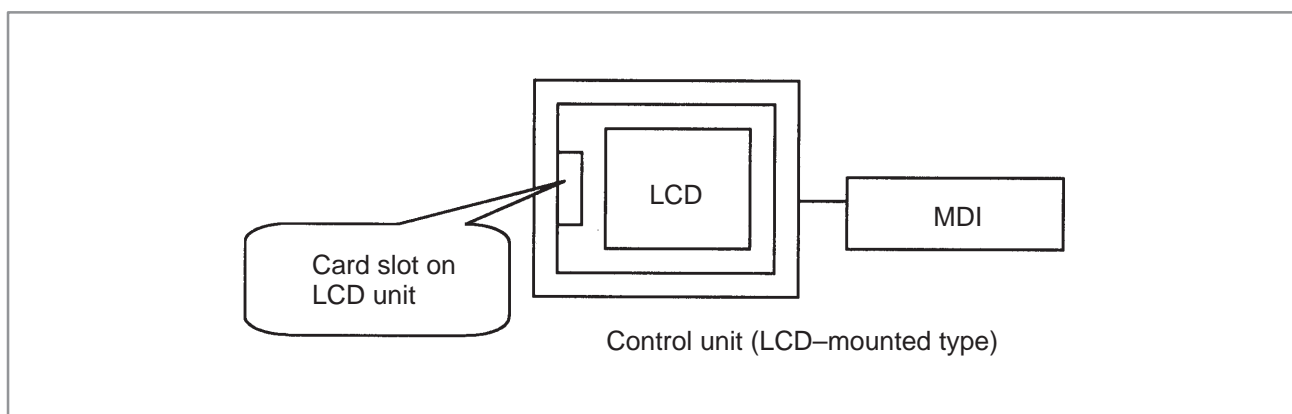 LCD
MDI
Card slot on
LCD unit
Control unit (LCD–mounted type)